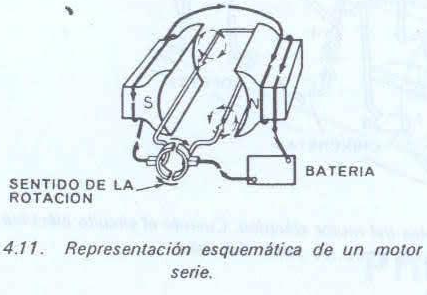 S
N
BATERIA
SENTIDO DE LA
ROTACION
4.11. Representación esquemática de un motor
serie.